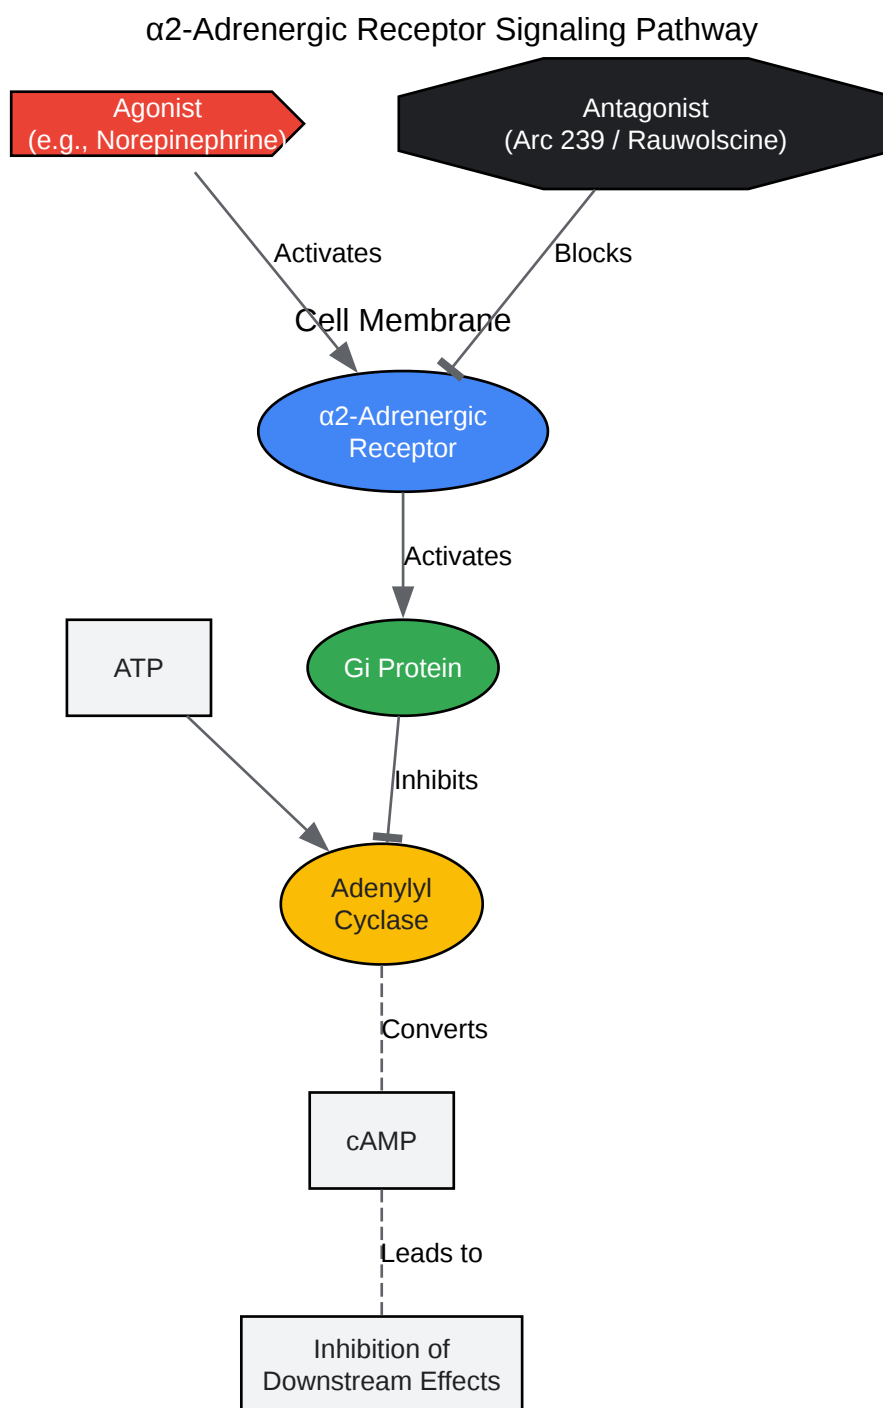 α2-Adrenergic Receptor Signaling Pathway
Agonist
(e.g., Norepinephrine)
Antagonist
(Arc 239 / Rauwolscine)
Activates
Blocks
Cell Membrane
α2-Adrenergic
Receptor
Activates
ATP
Gi Protein
Inhibits
Adenylyl
Cyclase
Converts
cAMP
Leads to
Inhibition of
Downstream Effects